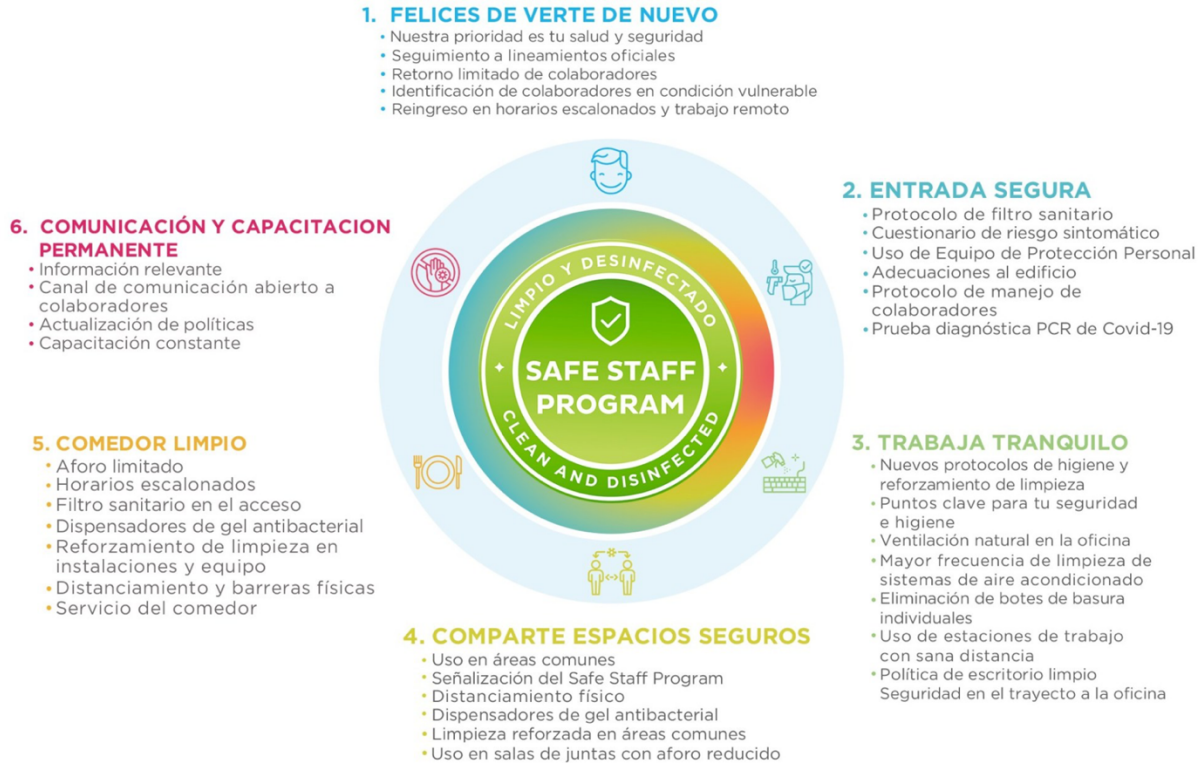 1. FELICES DE VERTE DE NUEVO
• Nuestra prioridad es tu salud y seguridad
• Seguimiento a lineamientos oficiales
• Retorno limitado de colaboradores
• Identificación de colaboradores en condición vulnerable
• Reingreso en horarios escalonados y trabajo remoto
2. ENTRADA SEGURA
• Protocolo de filtro sanitario
• Cuestionario de riesgo sintomático
• Uso de Equipo de Protección Personal
• Adecuaciones al edificio
• Protocolo de manejo de
colaboradores
• Prueba diagnóstica PCR de Covid-19
3. TRABAJA TRANQUILO
• Nuevos protocolos de higiene y
reforzamiento de limpieza
• Puntos clave para tu seguridad
e higiene
• Ventilación natural en la oficina
• Mayor frecuencia de limpieza de
sistemas de aire acondicionado
• Eliminación de botes de basura
individuales
• Uso de estaciones de trabajo
con sana distancia
• Política de escritorio limpio
Seguridad en el trayecto a la oficina
4. COMPARTE ESPACIOS SEGUROS
• Uso en áreas comunes
• Señalización del Safe Staff Program
• Distanciamiento físico
• Dispensadores de gel antibacterial
• Limpieza reforzada en áreas comunes
• Uso en salas de juntas con aforo reducido
5. COMEDOR LIMPIO
• Aforo limitado
• Horarios escalonados
• Filtro sanitario en el acceso
• Dispensadores de gel antibacterial
• Reforzamiento de limpieza en
instalaciones y equipo
• Distanciamiento y barreras físicas
• Servicio del comedor
6. COMUNICACIÓN Y CAPACITACION
PERMANENTE
• Información relevante
• Canal de comunicación abierto a
colaboradores
• Actualización de políticas
• Capacitación constante
LIMPIO Y DESINFECTADO
SAFE STAFF
PROGRAM
CLEAN AND DISINFECTED